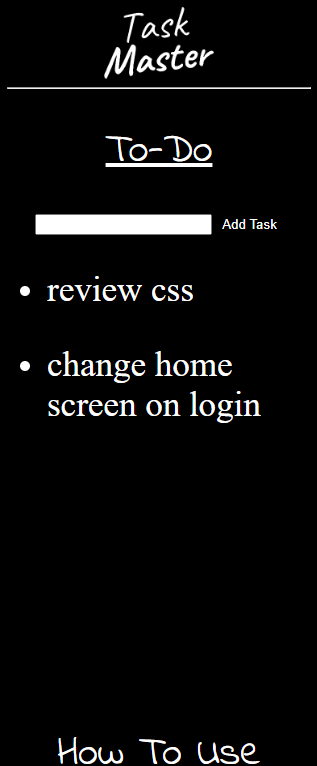 Task
Master
To-Do
Add Task
review css
change home
screen on login
How To Use